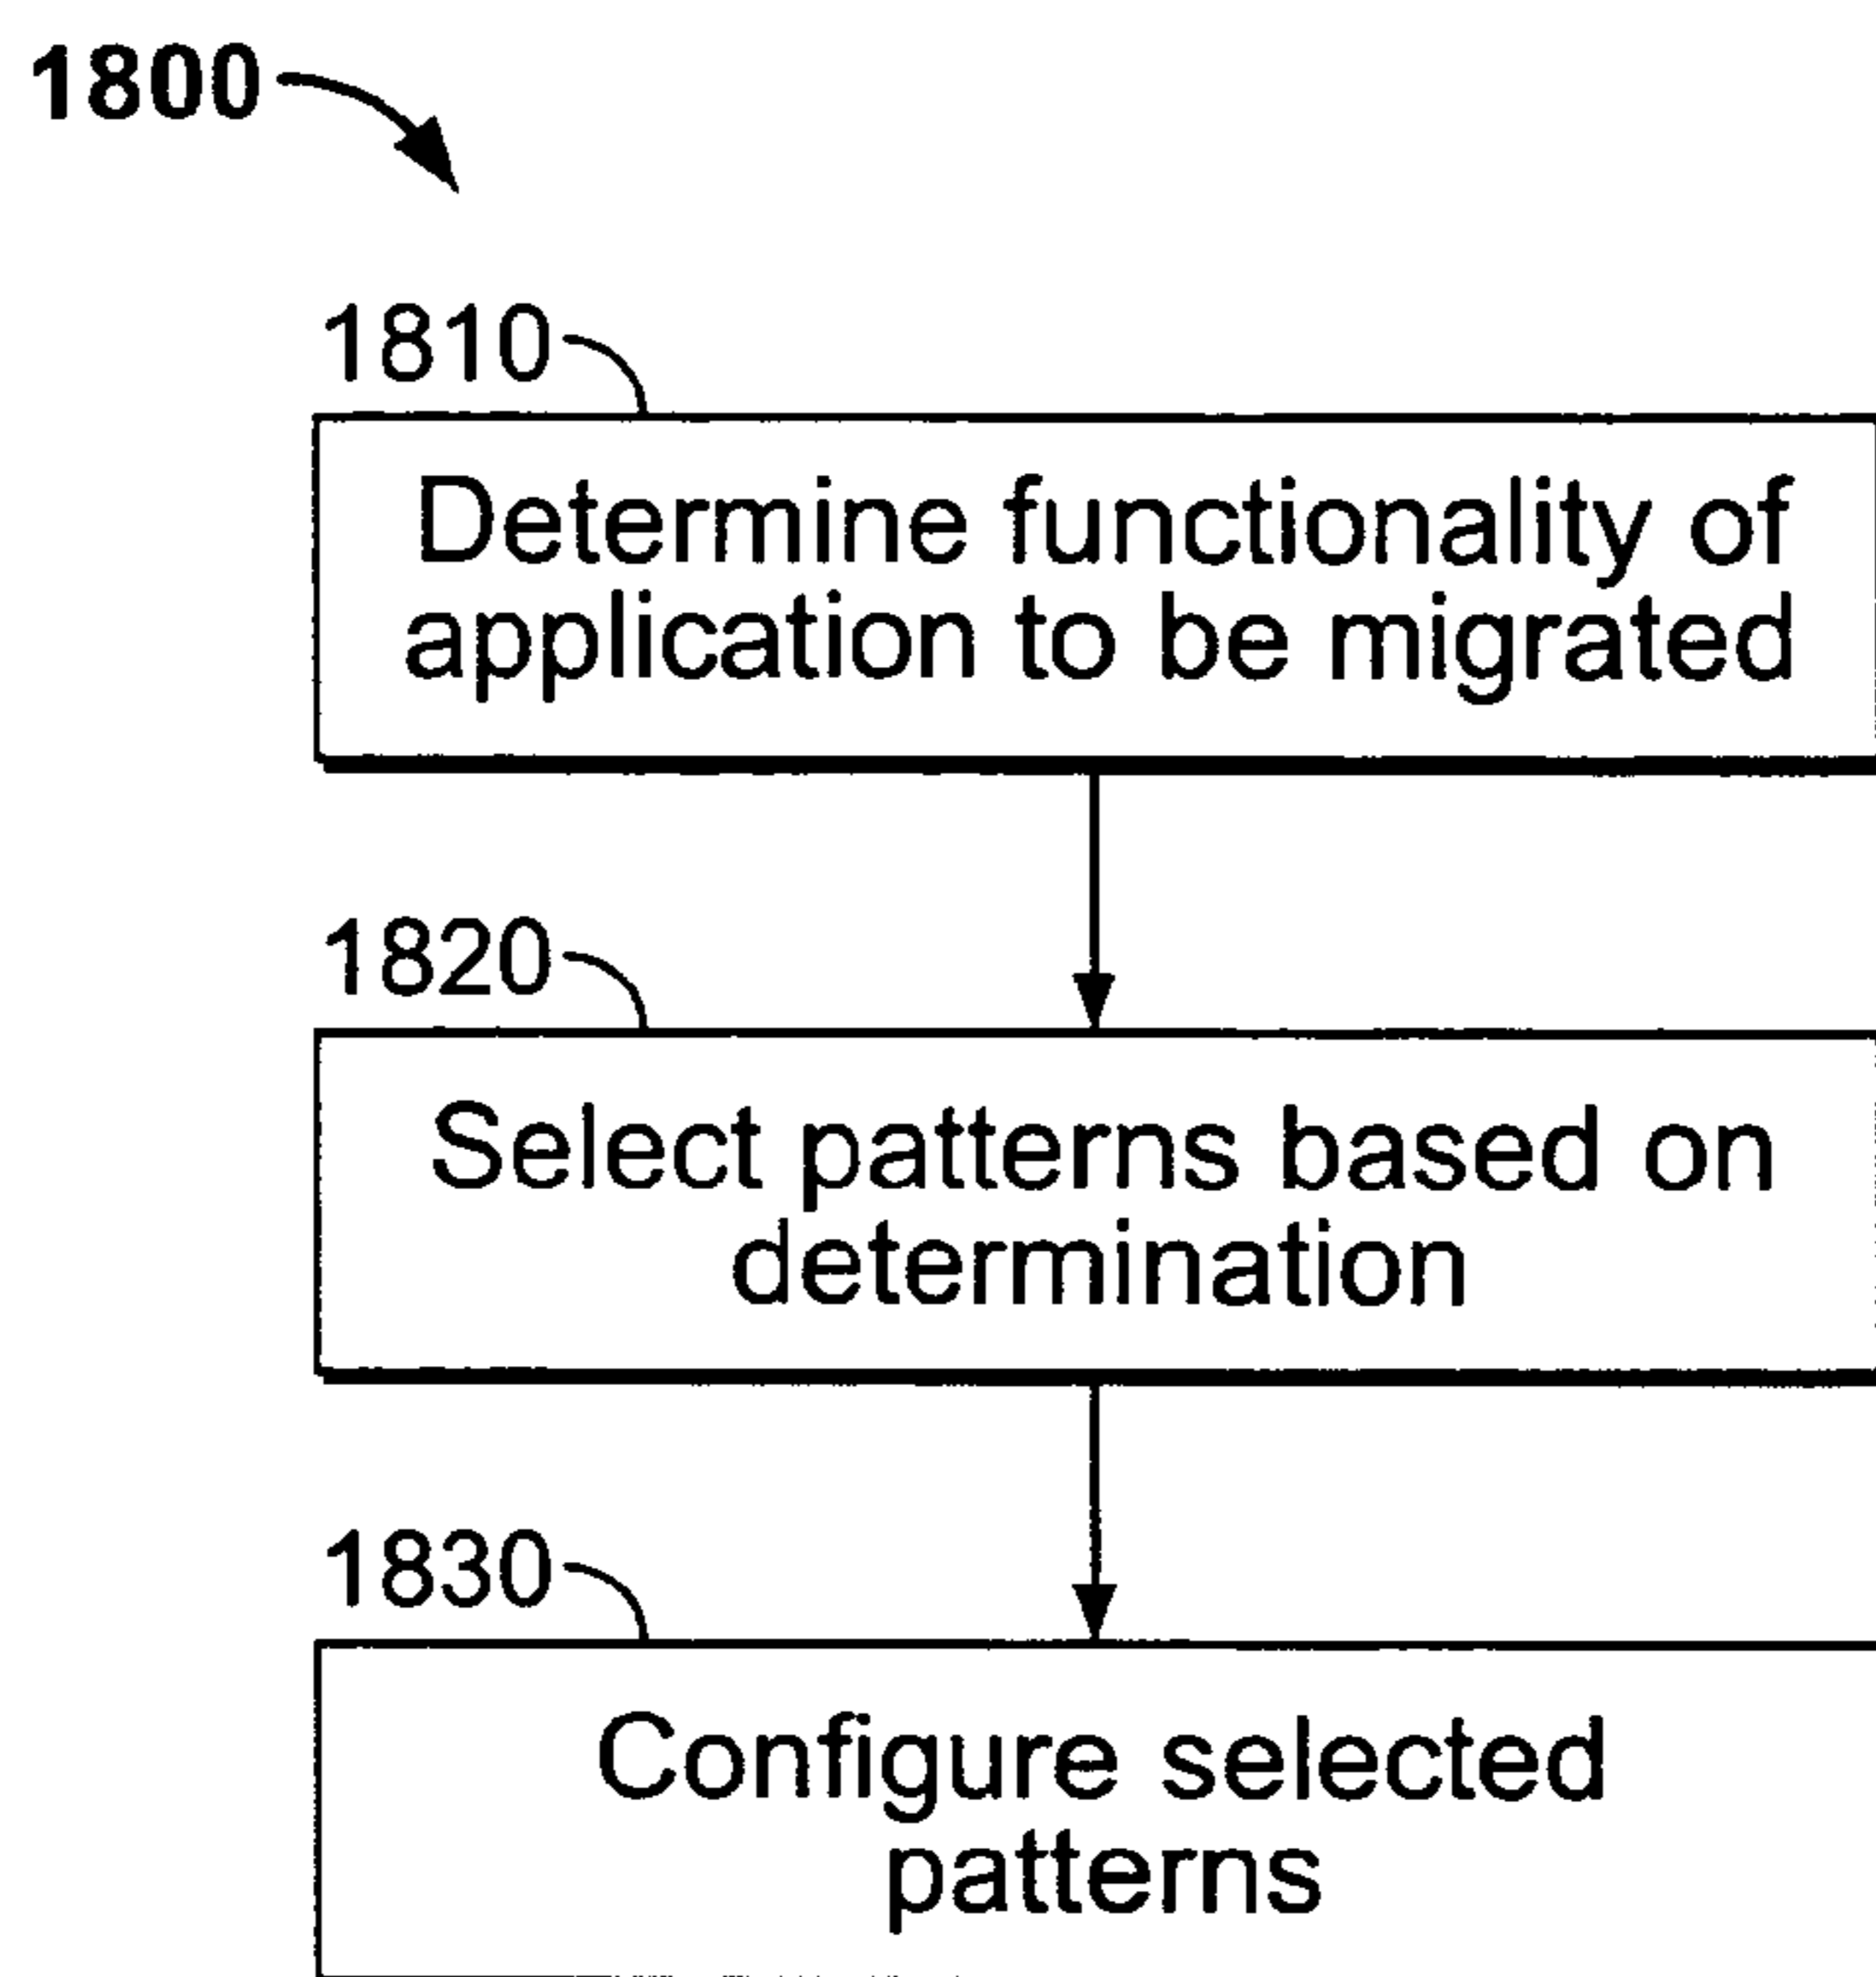 1800
1810
Determine functionality of
application to be migrated
1820
Select patterns based on
determination
1830
Configure selected
patterns